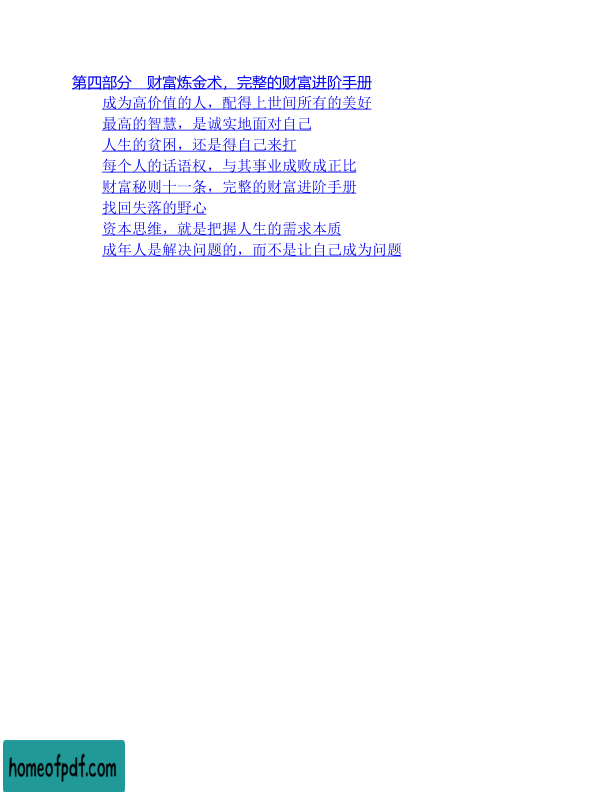 第四部分　财富炼金术，完整的财富进阶手册
成为高价值的人，配得上世间所有的美好
最高的智慧，是诚实地面对自己
人生的贫困，还是得自己来扛
每个人的话语权，与其事业成败成正比
财富秘则十一条，完整的财富进阶手册
找回失落的野心
资本思维，就是把握人生的需求本质
成年人是解决问题的，而不是让自己成为问题
homeofpdf.com